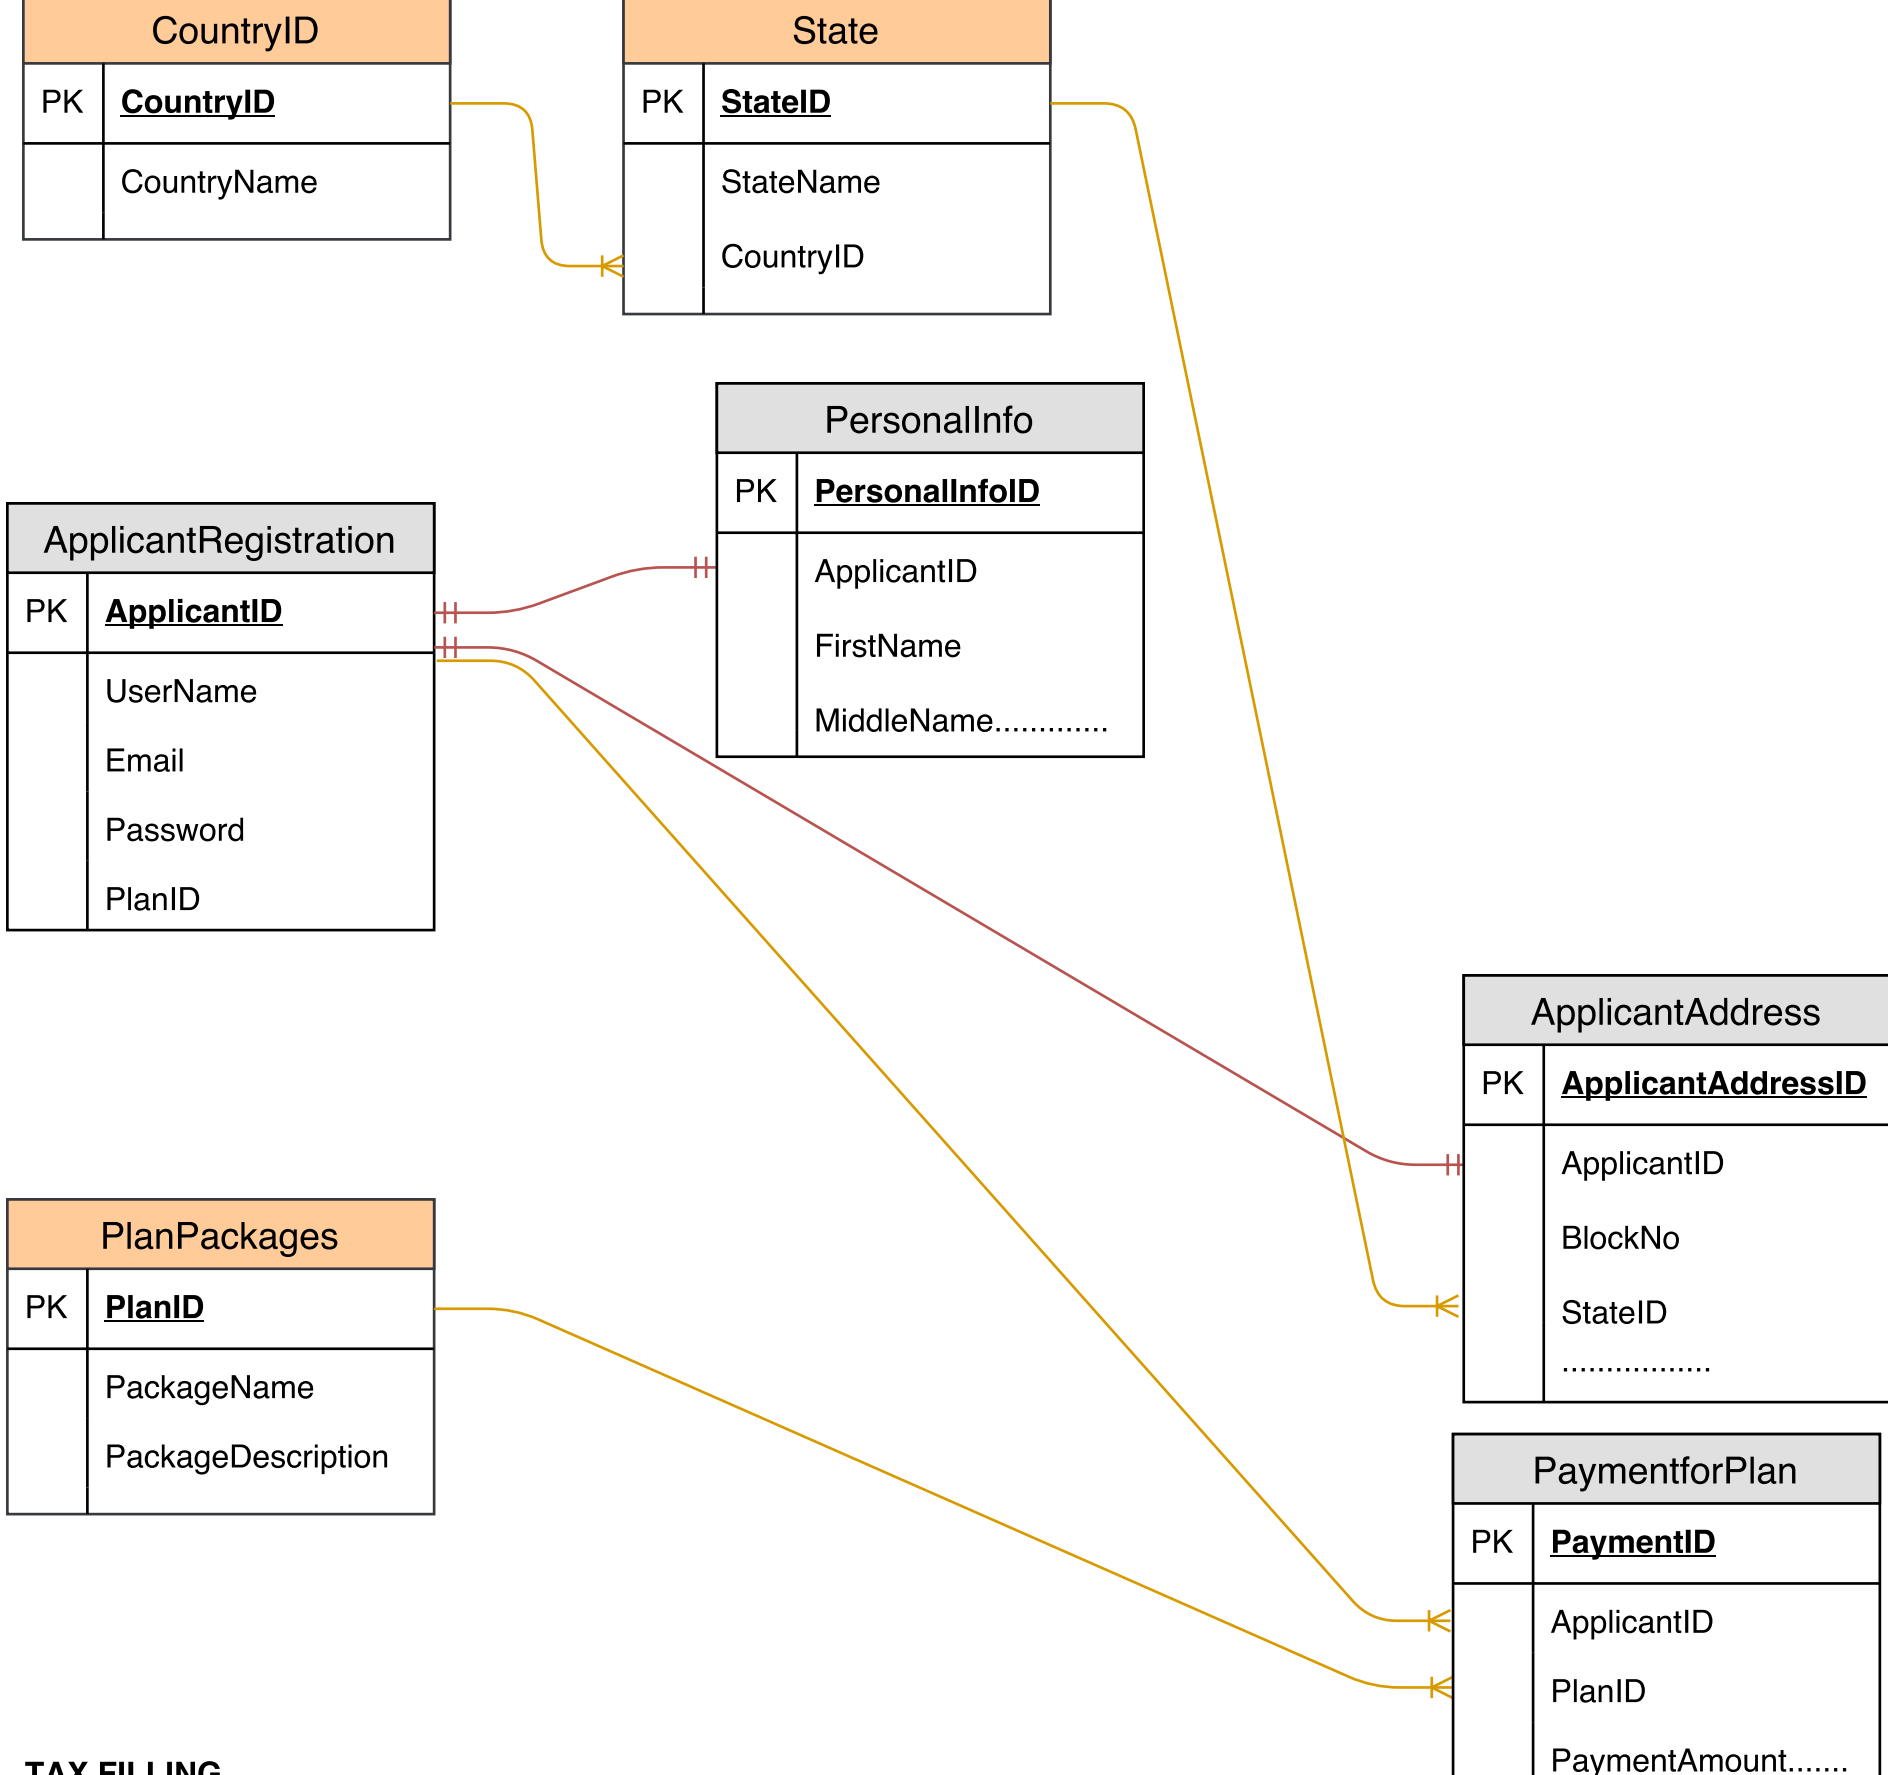 CountryID
PK CountryID
CountryName
State
PK StateID
StateName
CountryID
PersonalInfo
PK PersonalInfoID
ApplicantID
FirstName
MiddleName.............
ApplicantRegistration
PK ApplicantID
UserName
Email
Password
PlanID
ApplicantAddress
PK ApplicantAddressID
ApplicantID
BlockNo
StateID
.................
PlanPackages
PK PlanID
PackageName
PackageDescription
PaymentforPlan
PK PaymentID
ApplicantID
PlanID
PaymentAmount.......
TAX FILLING